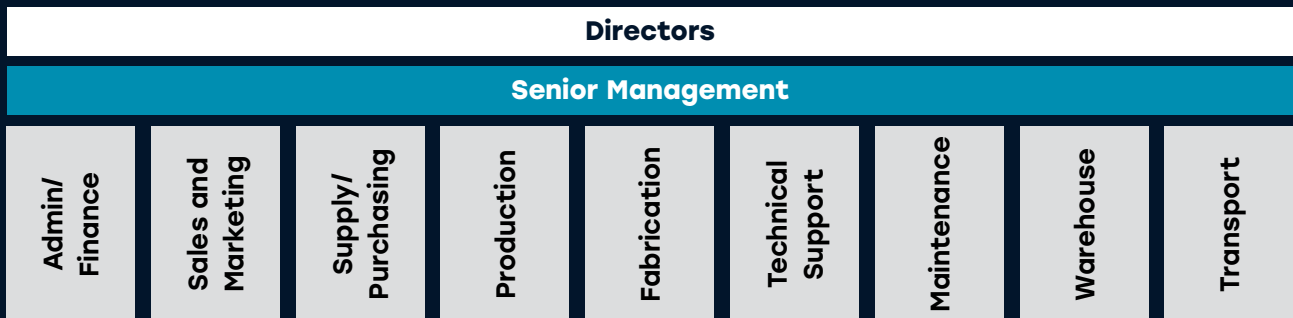 Directors
Senior Management
Admin/
Finance
Sales and
Marketing
Supply/
Purchasing
Production
Fabrication
Technical
Support
Maintenance
Warehouse
Transport